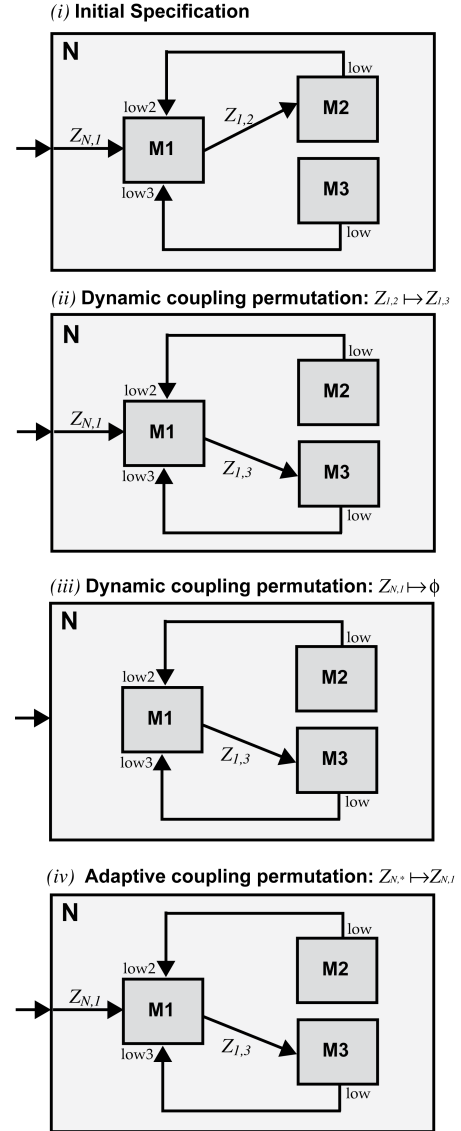 (i) Initial Specification
N
low
low2
Z1,2
M2
ZN,1
M1
M3
low3
low
(ii) Dynamic coupling permutation: Z1,2 ↦ Z1,3
N
low
low2
M2
ZN,1
M1
low3
Z1,3
M3
low
(iii) Dynamic coupling permutation: ZN,1 ↦ ϕ
N
low
low2
M2
M1
low3
Z1,3
M3
low
(iv) Adaptive coupling permutation: ZN,* ↦ ZN,1
N
low
low2
M2
ZN,1
M1
low3
Z1,3
M3
low